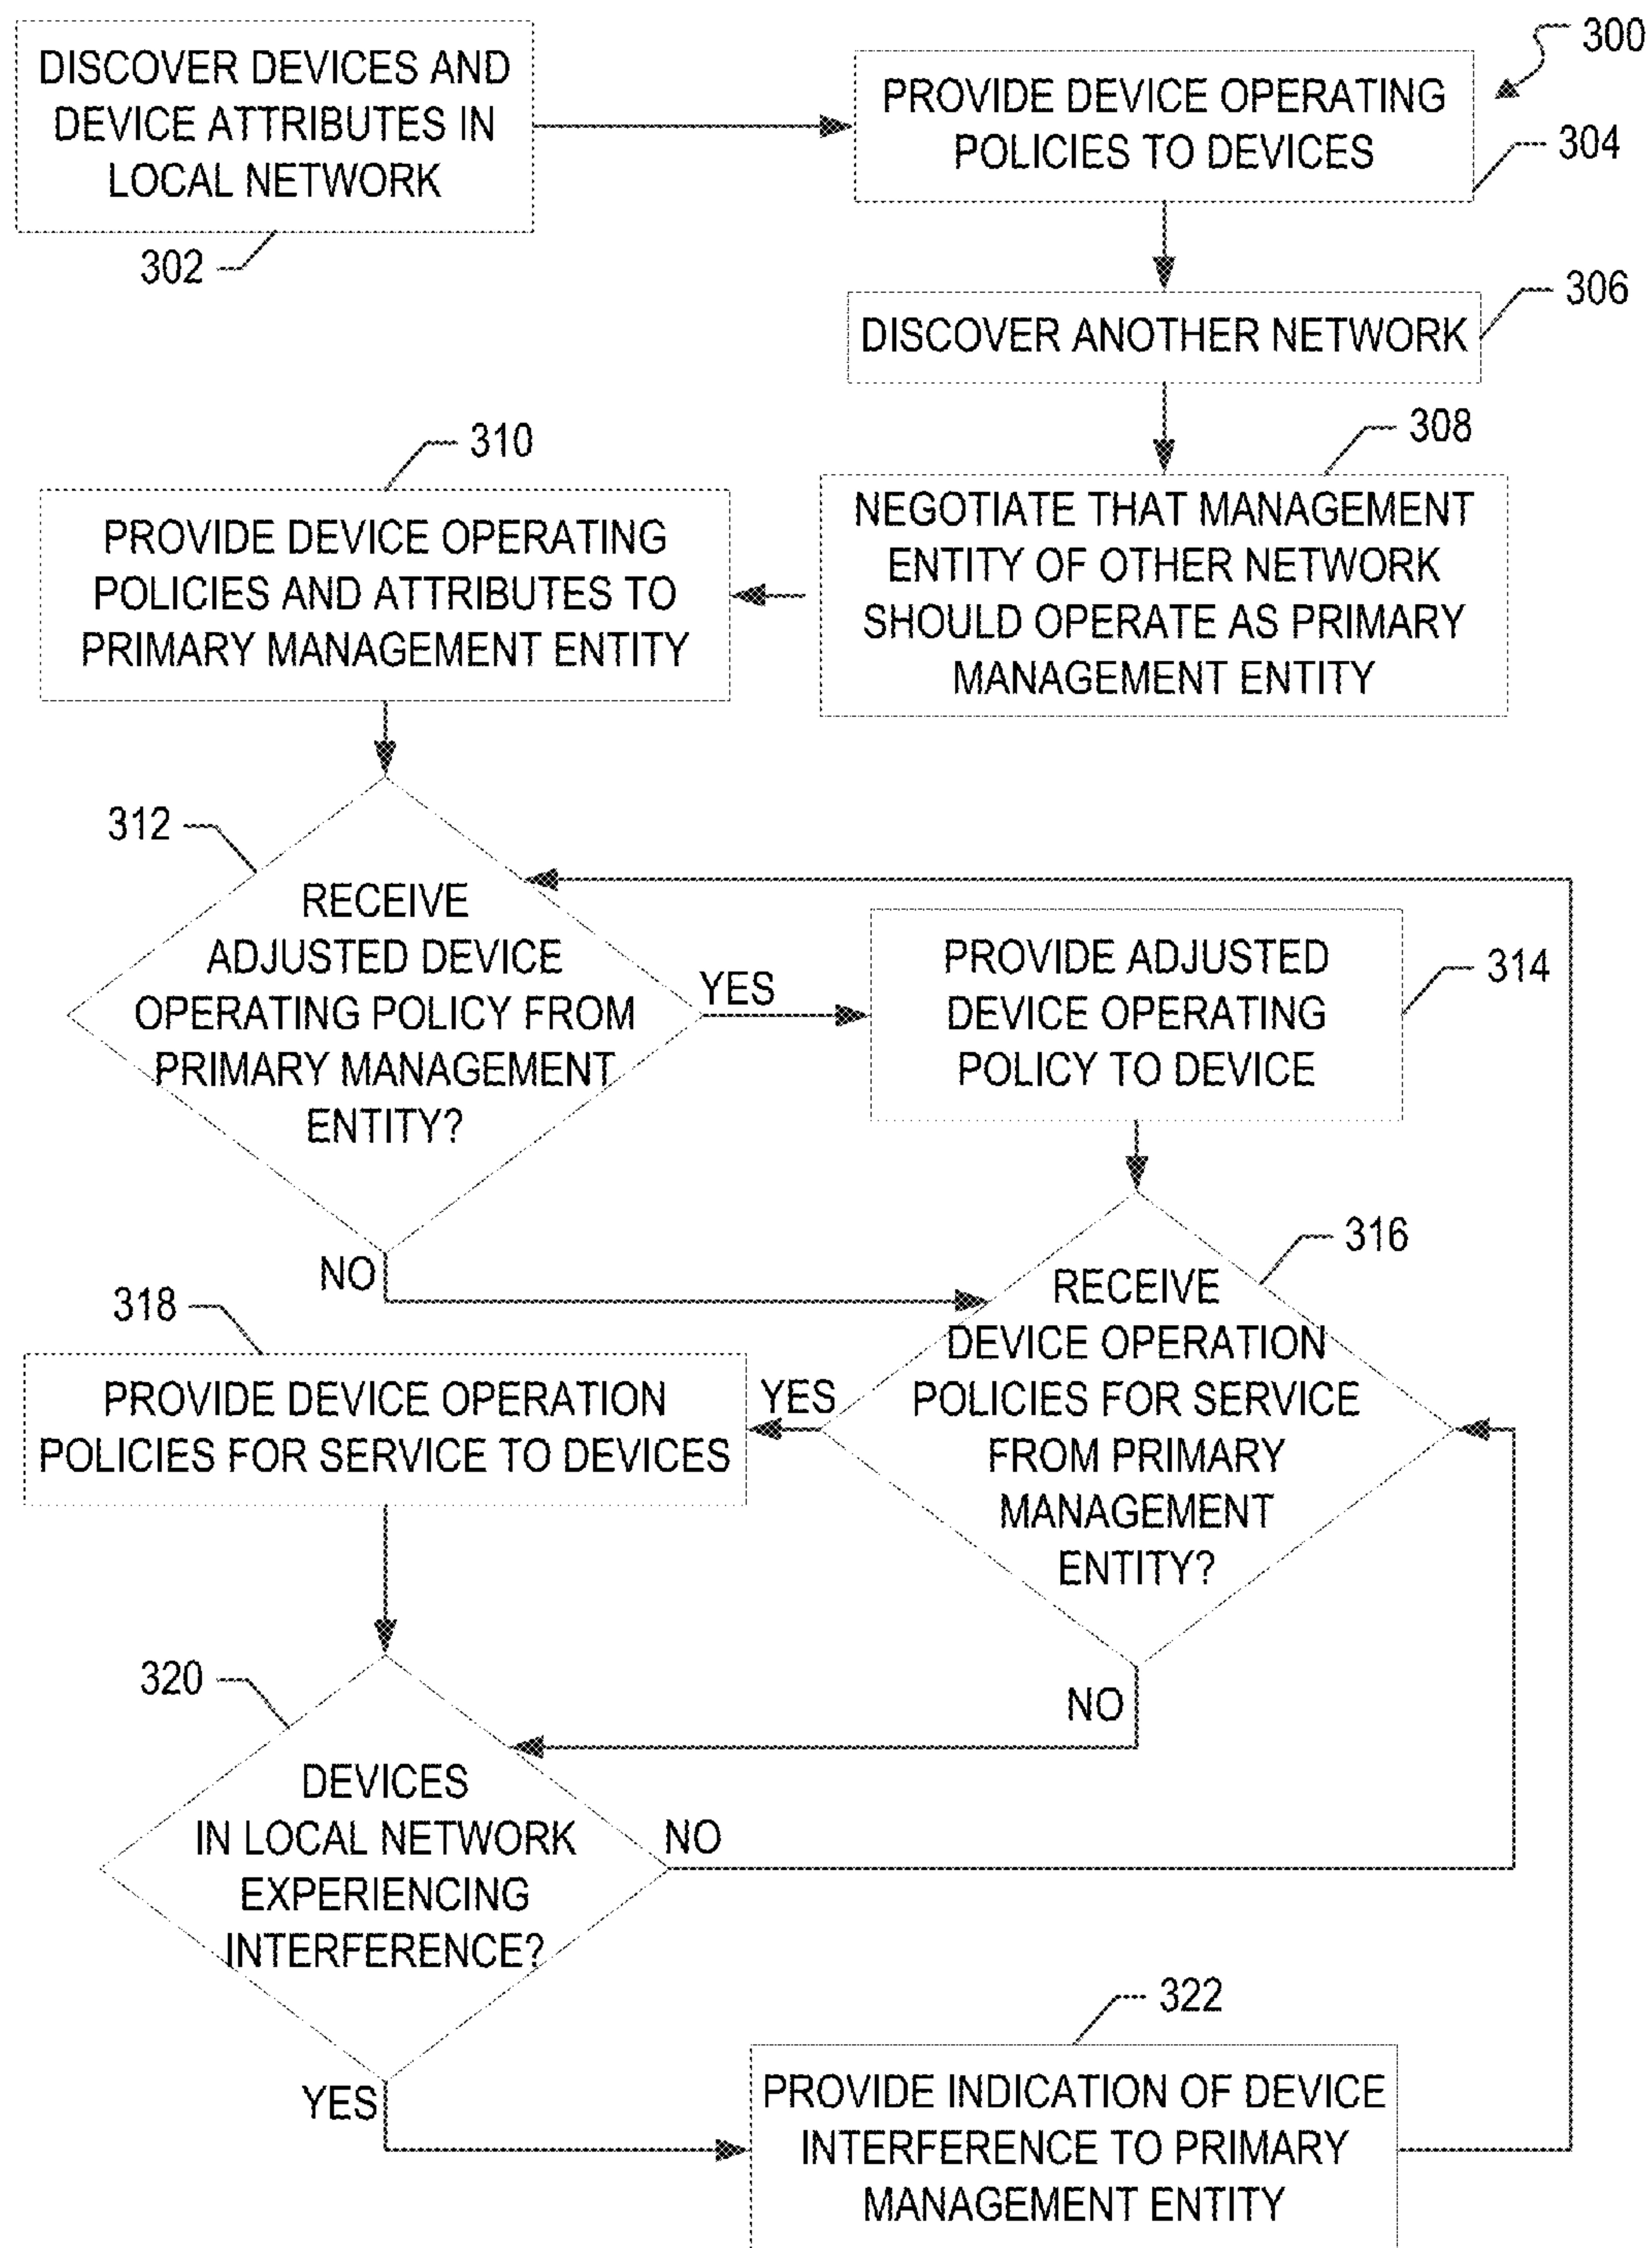 300
DISCOVER DEVICES AND
DEVICE ATTRIBUTES IN
LOCAL NETWORK
302
PROVIDE DEVICE OPERATING
POLICIES TO DEVICES
304
DISCOVER ANOTHER NETWORK
306
308
NEGOTIATE THAT MANAGEMENT
ENTITY OF OTHER NETWORK
SHOULD OPERATE AS PRIMARY
MANAGEMENT ENTITY
310
PROVIDE DEVICE OPERATING
POLICIES AND ATTRIBUTES TO
PRIMARY MANAGEMENT ENTITY
312
RECEIVE
ADJUSTED DEVICE
OPERATING POLICY FROM
PRIMARY MANAGEMENT
ENTITY?
YES
NO
PROVIDE ADJUSTED
DEVICE OPERATING
POLICY TO DEVICE
314
316
RECEIVE
DEVICE OPERATION
POLICIES FOR SERVICE
FROM PRIMARY
MANAGEMENT
ENTITY?
YES
NO
318
PROVIDE DEVICE OPERATION
POLICIES FOR SERVICE TO DEVICES
320
DEVICES
IN LOCAL NETWORK
EXPERIENCING
INTERFERENCE?
NO
YES
322
PROVIDE INDICATION OF DEVICE
INTERFERENCE TO PRIMARY
MANAGEMENT ENTITY